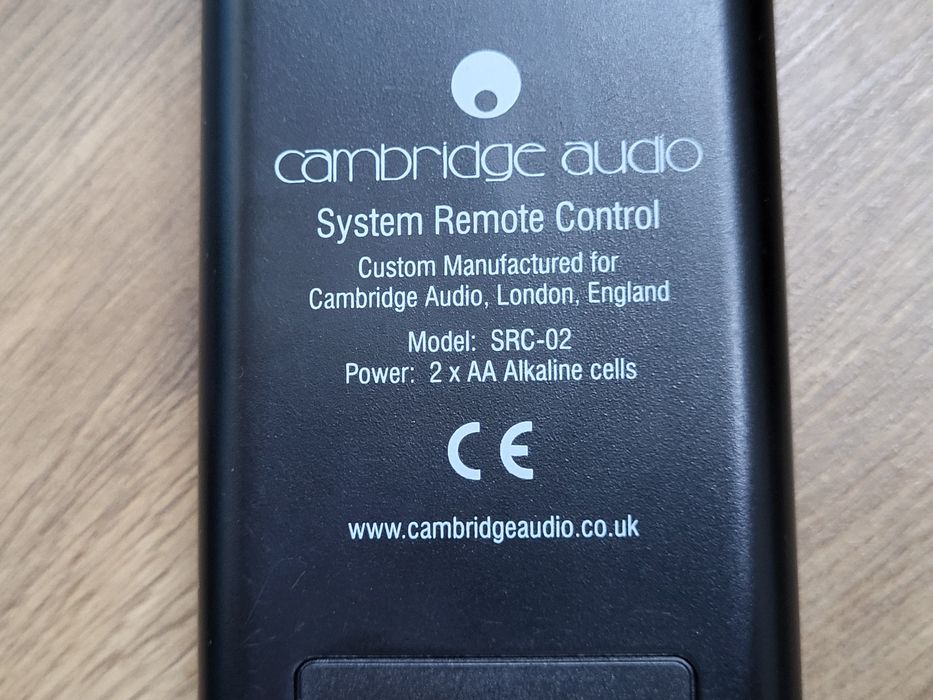 cambridge audio
System Remote Control
Custom Manufactured for
Cambridge Audio, London, England
Model: SRC-02
Power: 2 x AA Alkaline cells
CE
www.cambridgeaudio.co.uk